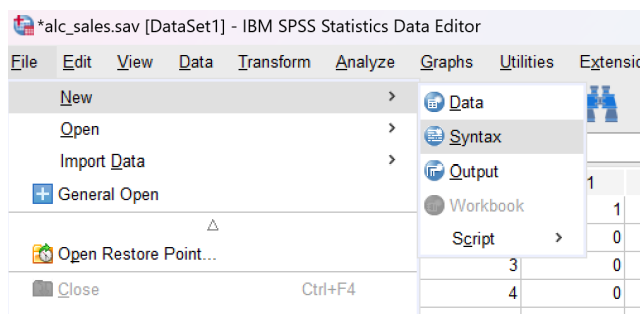 *alc_sales.sav [DataSet1] - IBM SPSS Statistics Data Editor
File Edit View Data Transform Analyze Graphs Utilities Extensio
New > Data
Open > Syntax
Import Data > Output
General Open Workbook
Script >
Open Restore Point...
Close Ctrl+F4
1
1
0
3 0
4 0